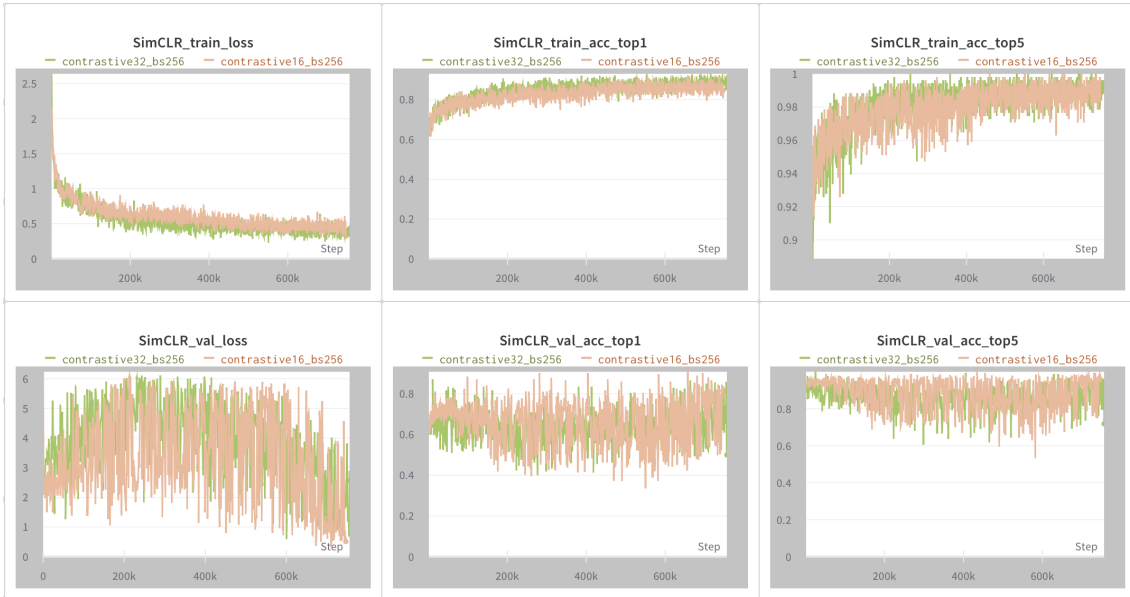 SimCLR_train_loss
contrastive32_bs256 contrastive16_bs256
2.5
2
1.5
1
0.5
0
200k 400k 600k
Step
SimCLR_train_acc_top1
contrastive32_bs256 contrastive16_bs256
0.8
0.6
0.4
0.2
0
200k 400k 600k
Step
SimCLR_train_acc_top5
contrastive32_bs256 contrastive16_bs256
1
0.98
0.96
0.94
0.92
0.9
200k 400k 600k
Step
SimCLR_val_loss
contrastive32_bs256 contrastive16_bs256
6
5
4
3
2
1
0
0 200k 400k 600k
Step
SimCLR_val_acc_top1
contrastive32_bs256 contrastive16_bs256
0.8
0.6
0.4
0.2
0
200k 400k 600k
Step
SimCLR_val_acc_top5
contrastive32_bs256 contrastive16_bs256
0.8
0.6
0.4
0.2
0
200k 400k 600k
Step